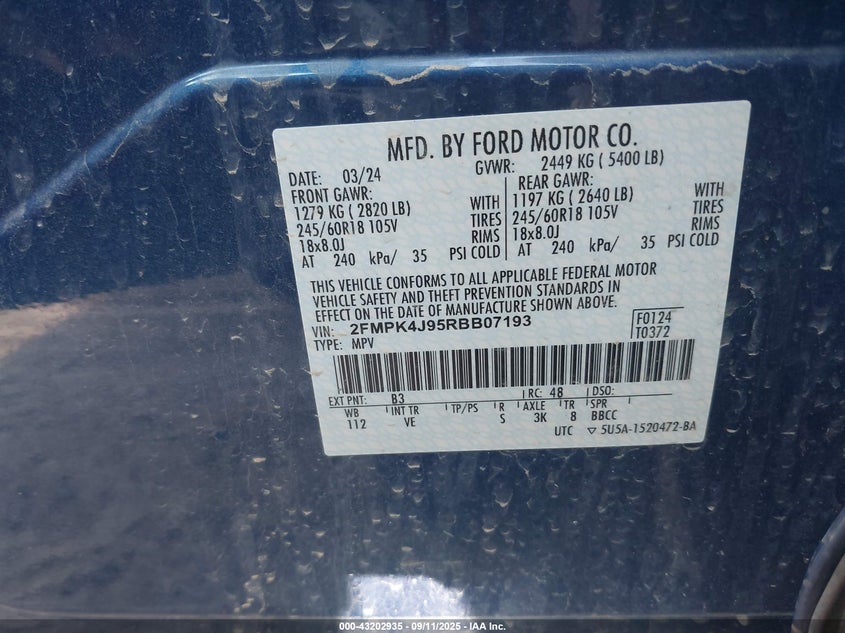 MFD. BY FORD MOTOR CO.
DATE: 03/24 GVWR: 2449 KG ( 5400 LB)
FRONT GAWR: REAR GAWR:
1279 KG ( 2820 LB) WITH 1197 KG ( 2640 LB) WITH
245/60R18 105V TIRES 245/60R18 105V TIRES
18x8.0J RIMS 18x8.0J RIMS
AT 240 kPa/ 35 PSI COLD AT 240 kPa/ 35 PSI COLD
THIS VEHICLE CONFORMS TO ALL APPLICABLE FEDERAL MOTOR
VEHICLE SAFETY AND THEFT PREVENTION STANDARDS IN
EFFECT ON THE DATE OF MANUFACTURE SHOWN ABOVE.
VIN: 2FMPK4J95RBB07193 F0124
TYPE: MPV T0372
EXT PNT: B3 RC: 48 DSO:
WB INT TR TP/PS R AXLE TR SPR
112 VE S 3K 8 BBCC
UTC ▽ 5U5A-1520472-BA
000-43202935 - 09/11/2025 - IAA Inc.